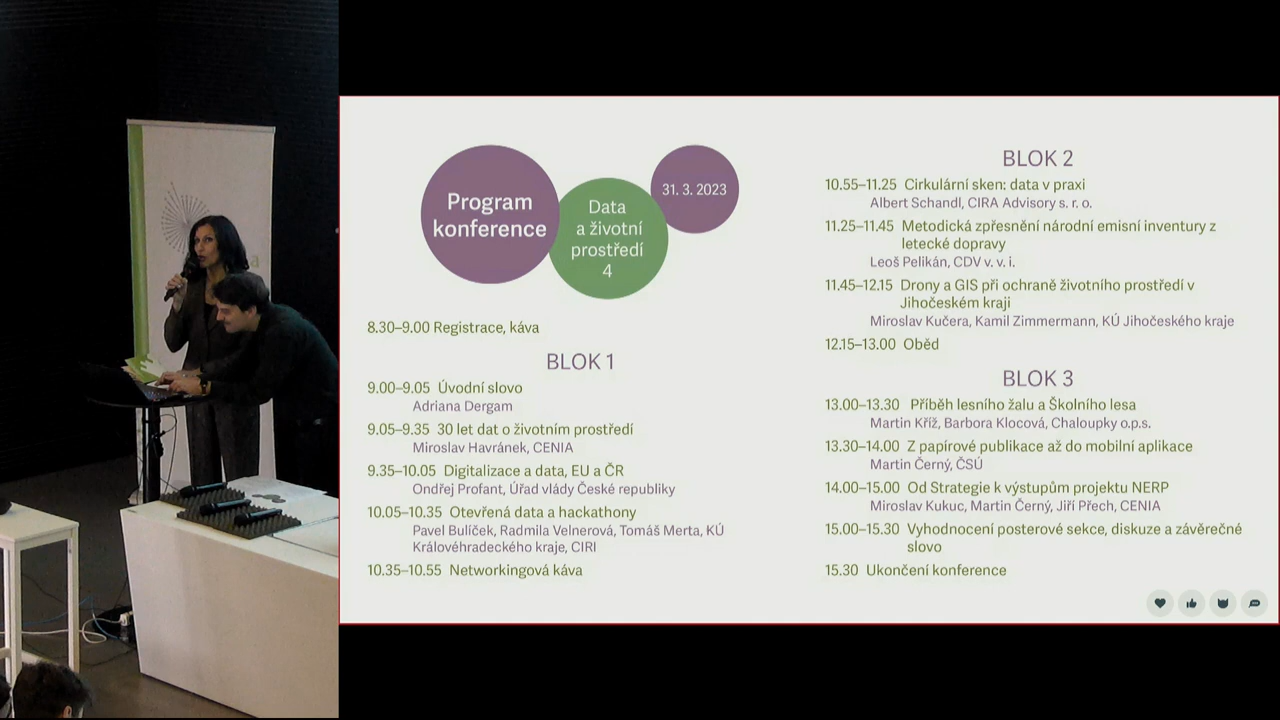 Program
konference
Data
a životní
prostředí
4
31. 3. 2023
8.30–9.00 Registrace, káva
BLOK 1
9.00–9.05 Úvodní slovo
Adriana Dergam
9.05–9.35 30 let dat o životním prostředí
Miroslav Havránek, CENIA
9.35–10.05 Digitalizace a data, EU a ČR
Ondřej Profant, Úřad vlády České republiky
10.05–10.35 Otevřená data a hackathony
Pavel Bulíček, Radmila Velnerová, Tomáš Merta, KÚ
Královéhradeckého kraje, CIRI
10.35–10.55 Networkingová káva
BLOK 2
10.55–11.25 Cirkulární sken: data v praxi
Albert Schandl, CIRA Advisory s. r. o.
11.25–11.45 Metodická zpřesnění národní emisní inventury z
letecké dopravy
Leoš Pelikán, CDV v. v. i.
11.45–12.15 Drony a GIS při ochraně životního prostředí v
Jihočeském kraji
Miroslav Kučera, Kamil Zimmermann, KÚ Jihočeského kraje
12.15–13.00 Oběd
BLOK 3
13.00–13.30 Příběh lesního žalu a Školního lesa
Martin Kříž, Barbora Klocová, Chaloupky o.p.s.
13.30–14.00 Z papírové publikace až do mobilní aplikace
Martin Černý, ČSÚ
14.00–15.00 Od Strategie k výstupům projektu NERP
Miroslav Kukuc, Martin Černý, Jiří Přech, CENIA
15.00–15.30 Vyhodnocení posterové sekce, diskuze a závěrečné
slovo
15.30 Ukončení konference